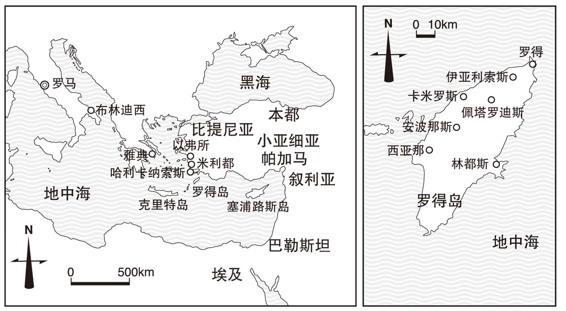 罗马
布林迪西
黑海
本都
比提尼亚
以弗所
小亚细亚
帕加马
雅典
米利都
哈利卡纳索斯
叙利亚
罗得岛
克里特岛
塞浦路斯岛
地中海
巴勒斯坦
埃及
N
0 500km
N
0 10km
罗得
伊亚利索斯
卡米罗斯
佩塔罗迪斯
安波那斯
西亚那
林都斯
罗得岛
地中海